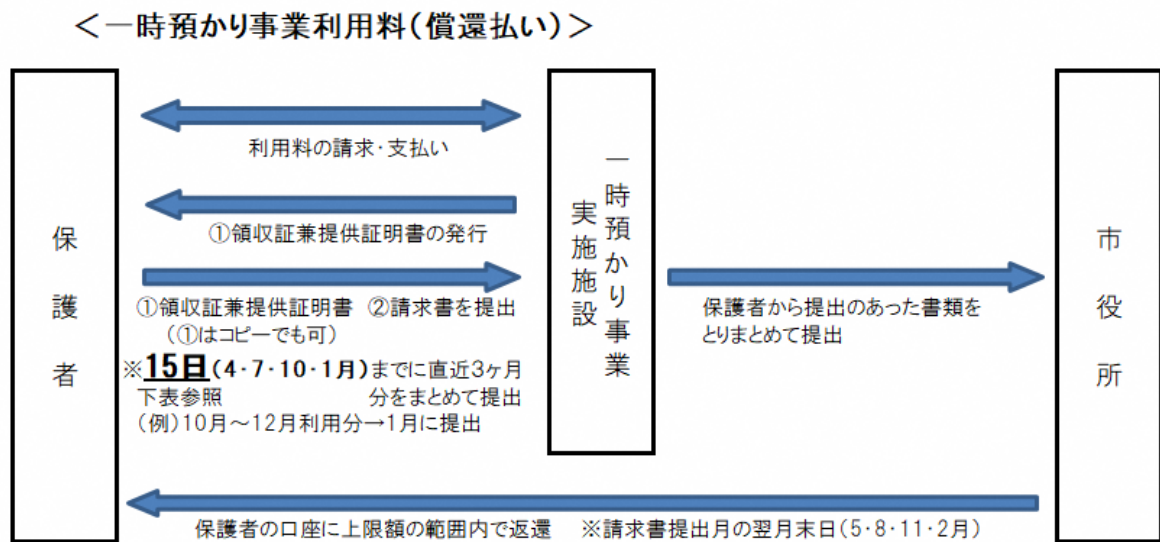 ＜一時預かり事業利用料（償還払い）＞
保護者
利用料の請求・支払い
①領収証兼提供証明書の発行
①領収証兼提供証明書　②請求書を提出
（①はコピーでも可）
※15日（4・7・10・1月）までに直近3ヶ月
下表参照　分をまとめて提出
（例）10月～12月利用分→1月に提出
一時預かり事業
実施施設
保護者から提出のあった書類を
とりまとめて提出
市役所
保護者の口座に上限額の範囲内で返還　※請求書提出月の翌月末日（5・8・11・2月）